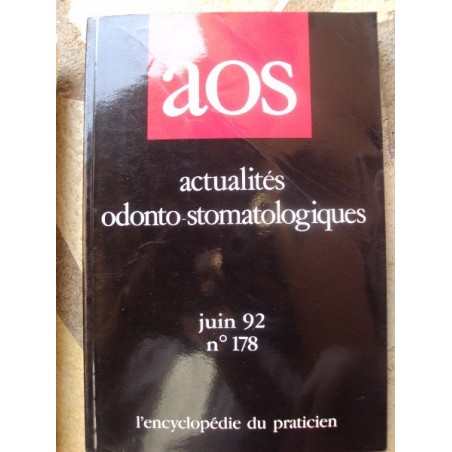 aos
actualités
odonto-stomatologiques
juin 92
n° 178
l'encyclopédie du praticien